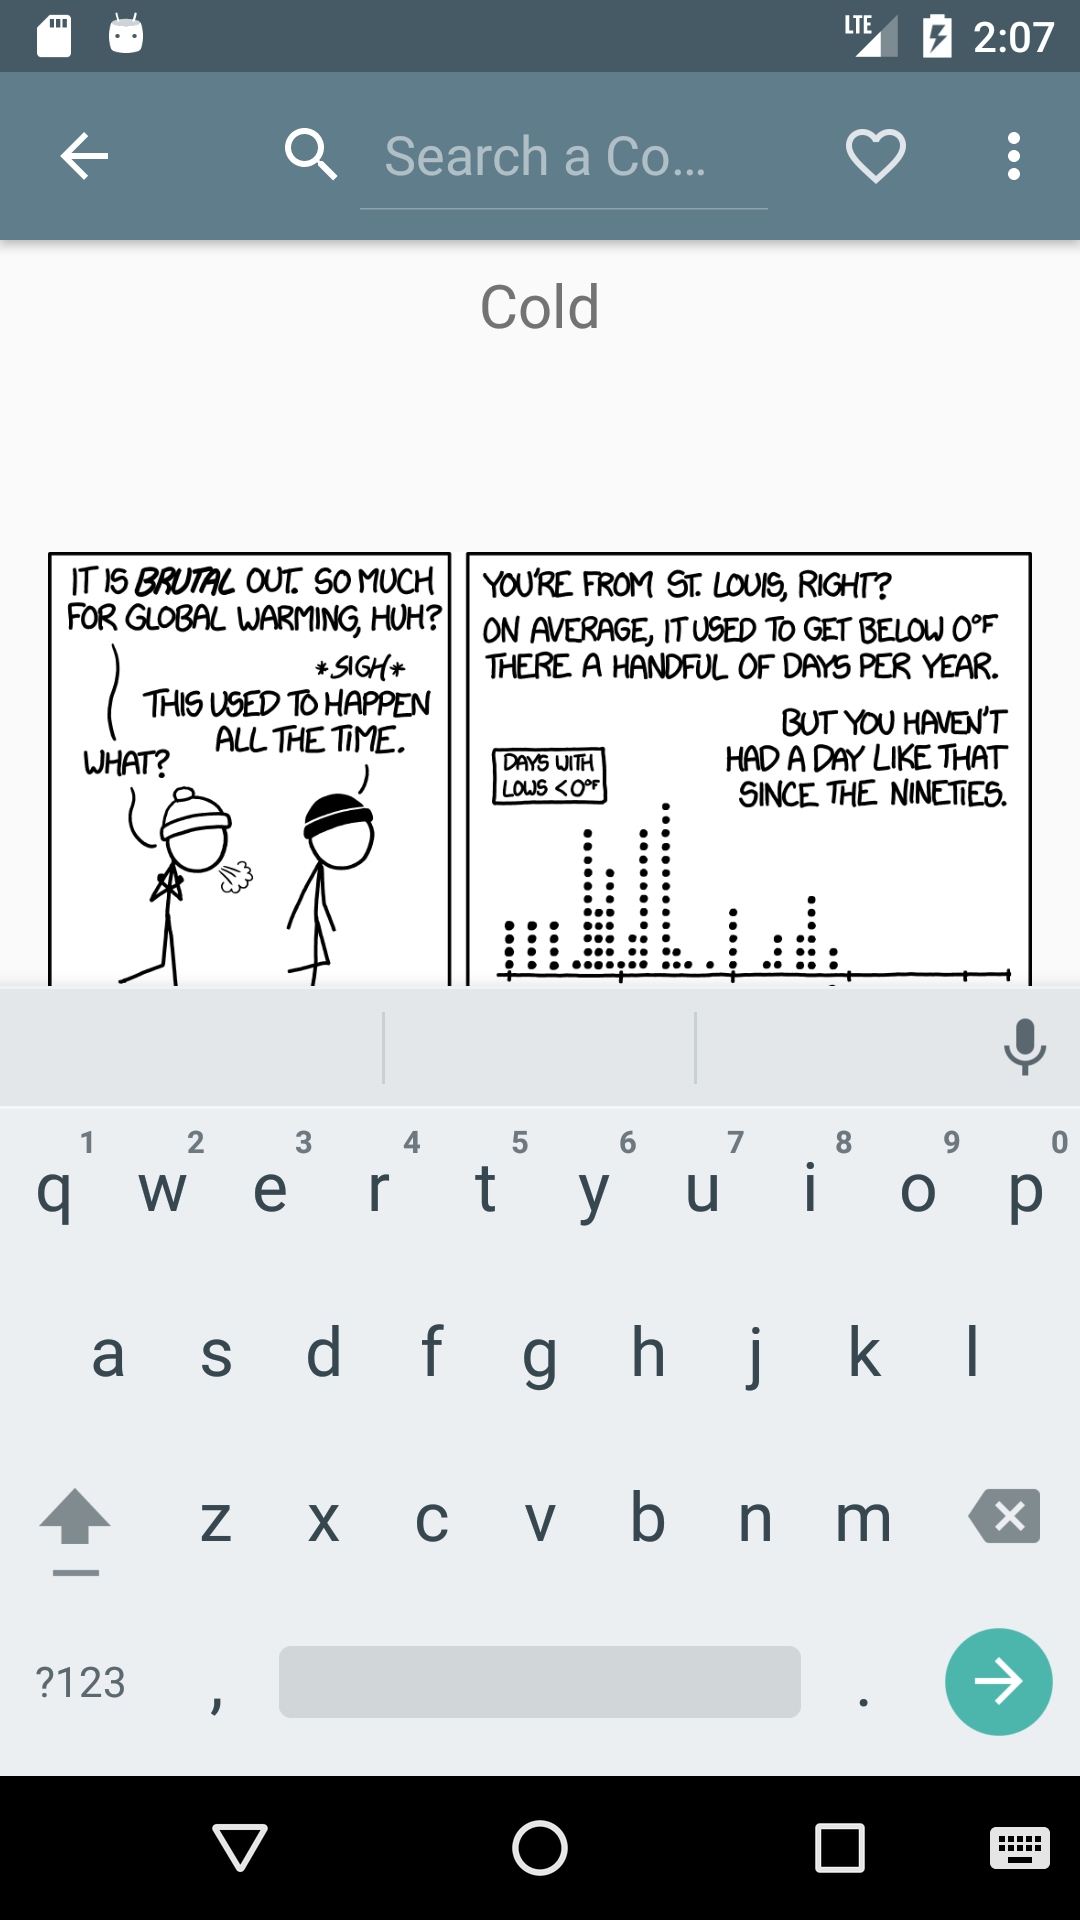 LTE 2:07
Search a Co...
Cold
IT IS BRUTAL OUT. SO MUCH
FOR GLOBAL WARMING, HUH?
*SIGH*
THIS USED TO HAPPEN
ALL THE TIME.
WHAT?
YOU'RE FROM ST. LOUIS, RIGHT?
ON AVERAGE, IT USED TO GET BELOW 0°F
THERE A HANDFUL OF DAYS PER YEAR.
BUT YOU HAVEN'T
HAD A DAY LIKE THAT
SINCE THE NINETIES.
DAYS WITH
LOWS <0°F
1 2 3 4 5 6 7 8 9 0
q w e r t y u i o p
a s d f g h j k l
z x c v b n m
?123 , .